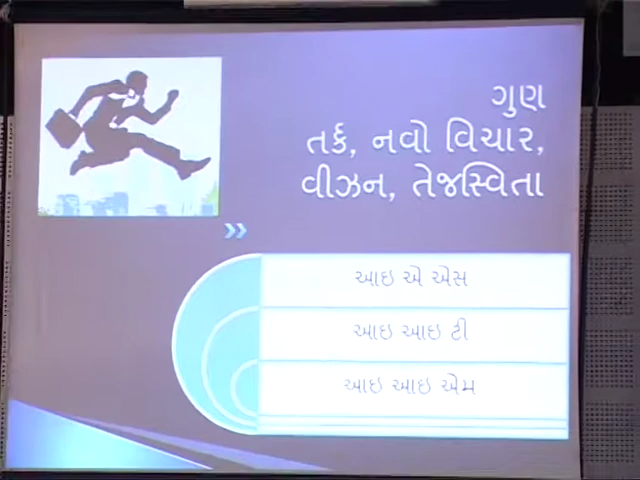 ગુણ
તર્ક, નવો વિચાર,
વીઝન, તેજસ્વિતા
આઇ એ એસ
આઇ આઇ ટી
આઇ આઇ એમ